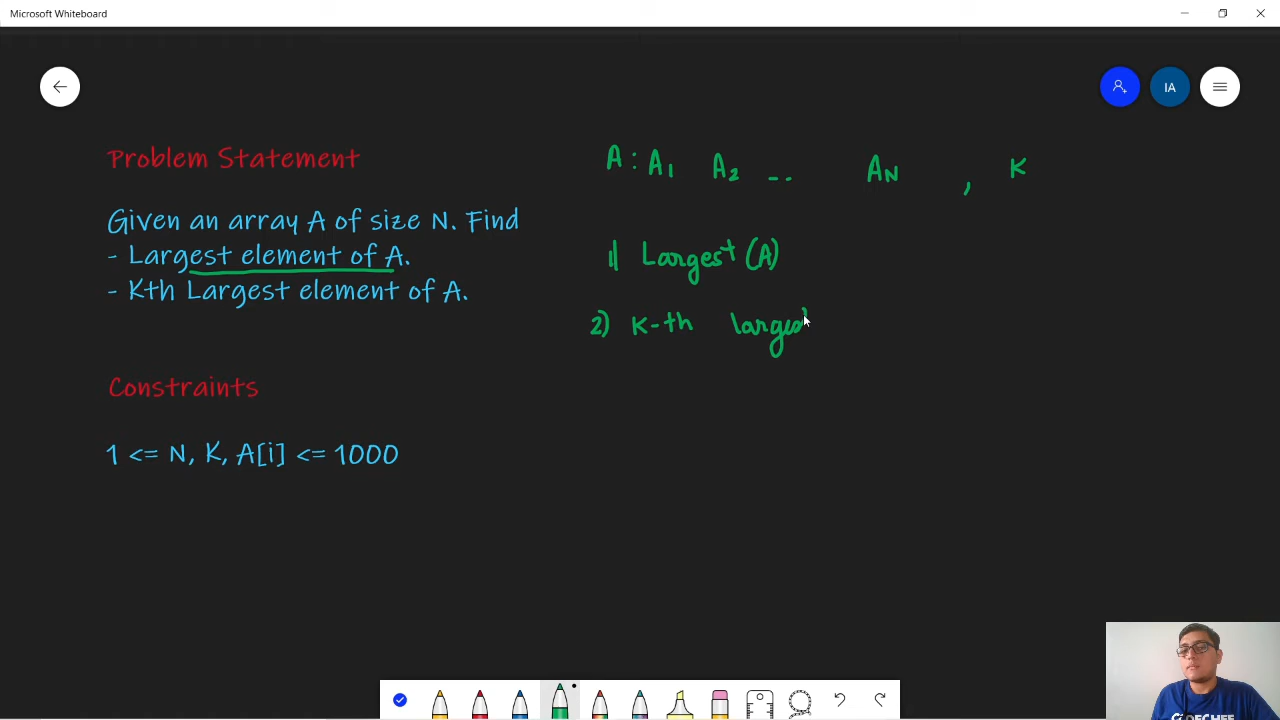 Microsoft Whiteboard
IA
Problem Statement
Given an array A of size N. Find
- Largest element of A.
- Kth Largest element of A.
Constraints
1 <= N, K, A[i] <= 1000
A : A1 A2 -- AN , K
1) Largest (A)
2) K-th largest